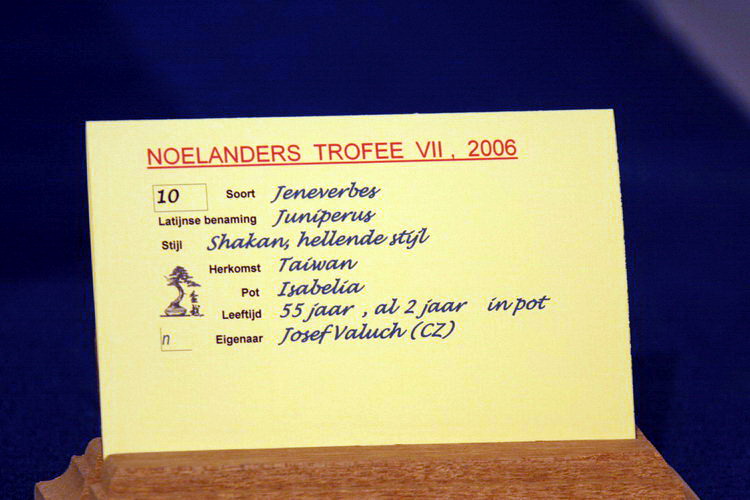 NOELANDERS TROFEE VII , 2006
10 Soort Jeneverbes
Latijnse benaming Juniperus
Stijl Shakan, hellende stijl
Herkomst Taiwan
Pot Isabelia
Leeftijd 55 jaar , al 2 jaar in pot
n Eigenaar Josef Valuch (CZ)